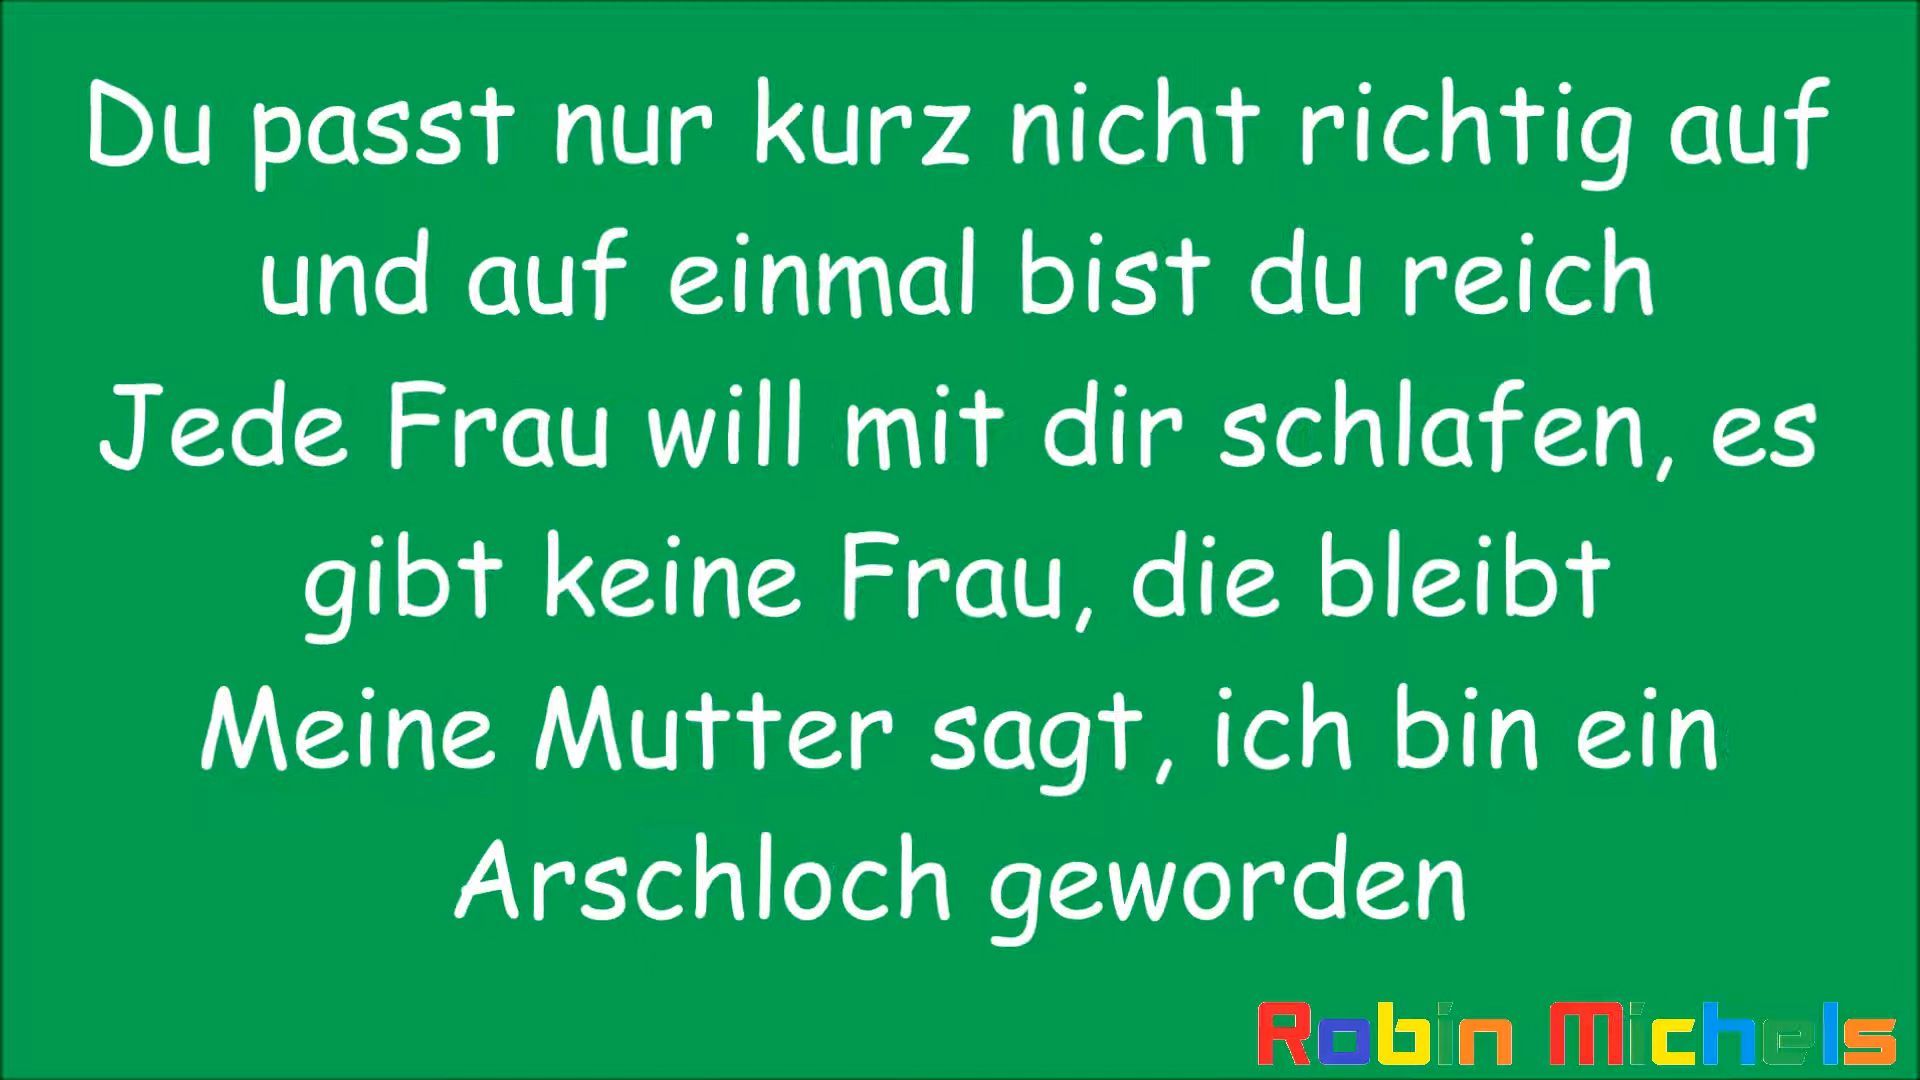 Du passt nur kurz nicht richtig auf
und auf einmal bist du reich
Jede Frau will mit dir schlafen, es
gibt keine Frau, die bleibt
Meine Mutter sagt, ich bin ein
Arschloch geworden
Robin Michels